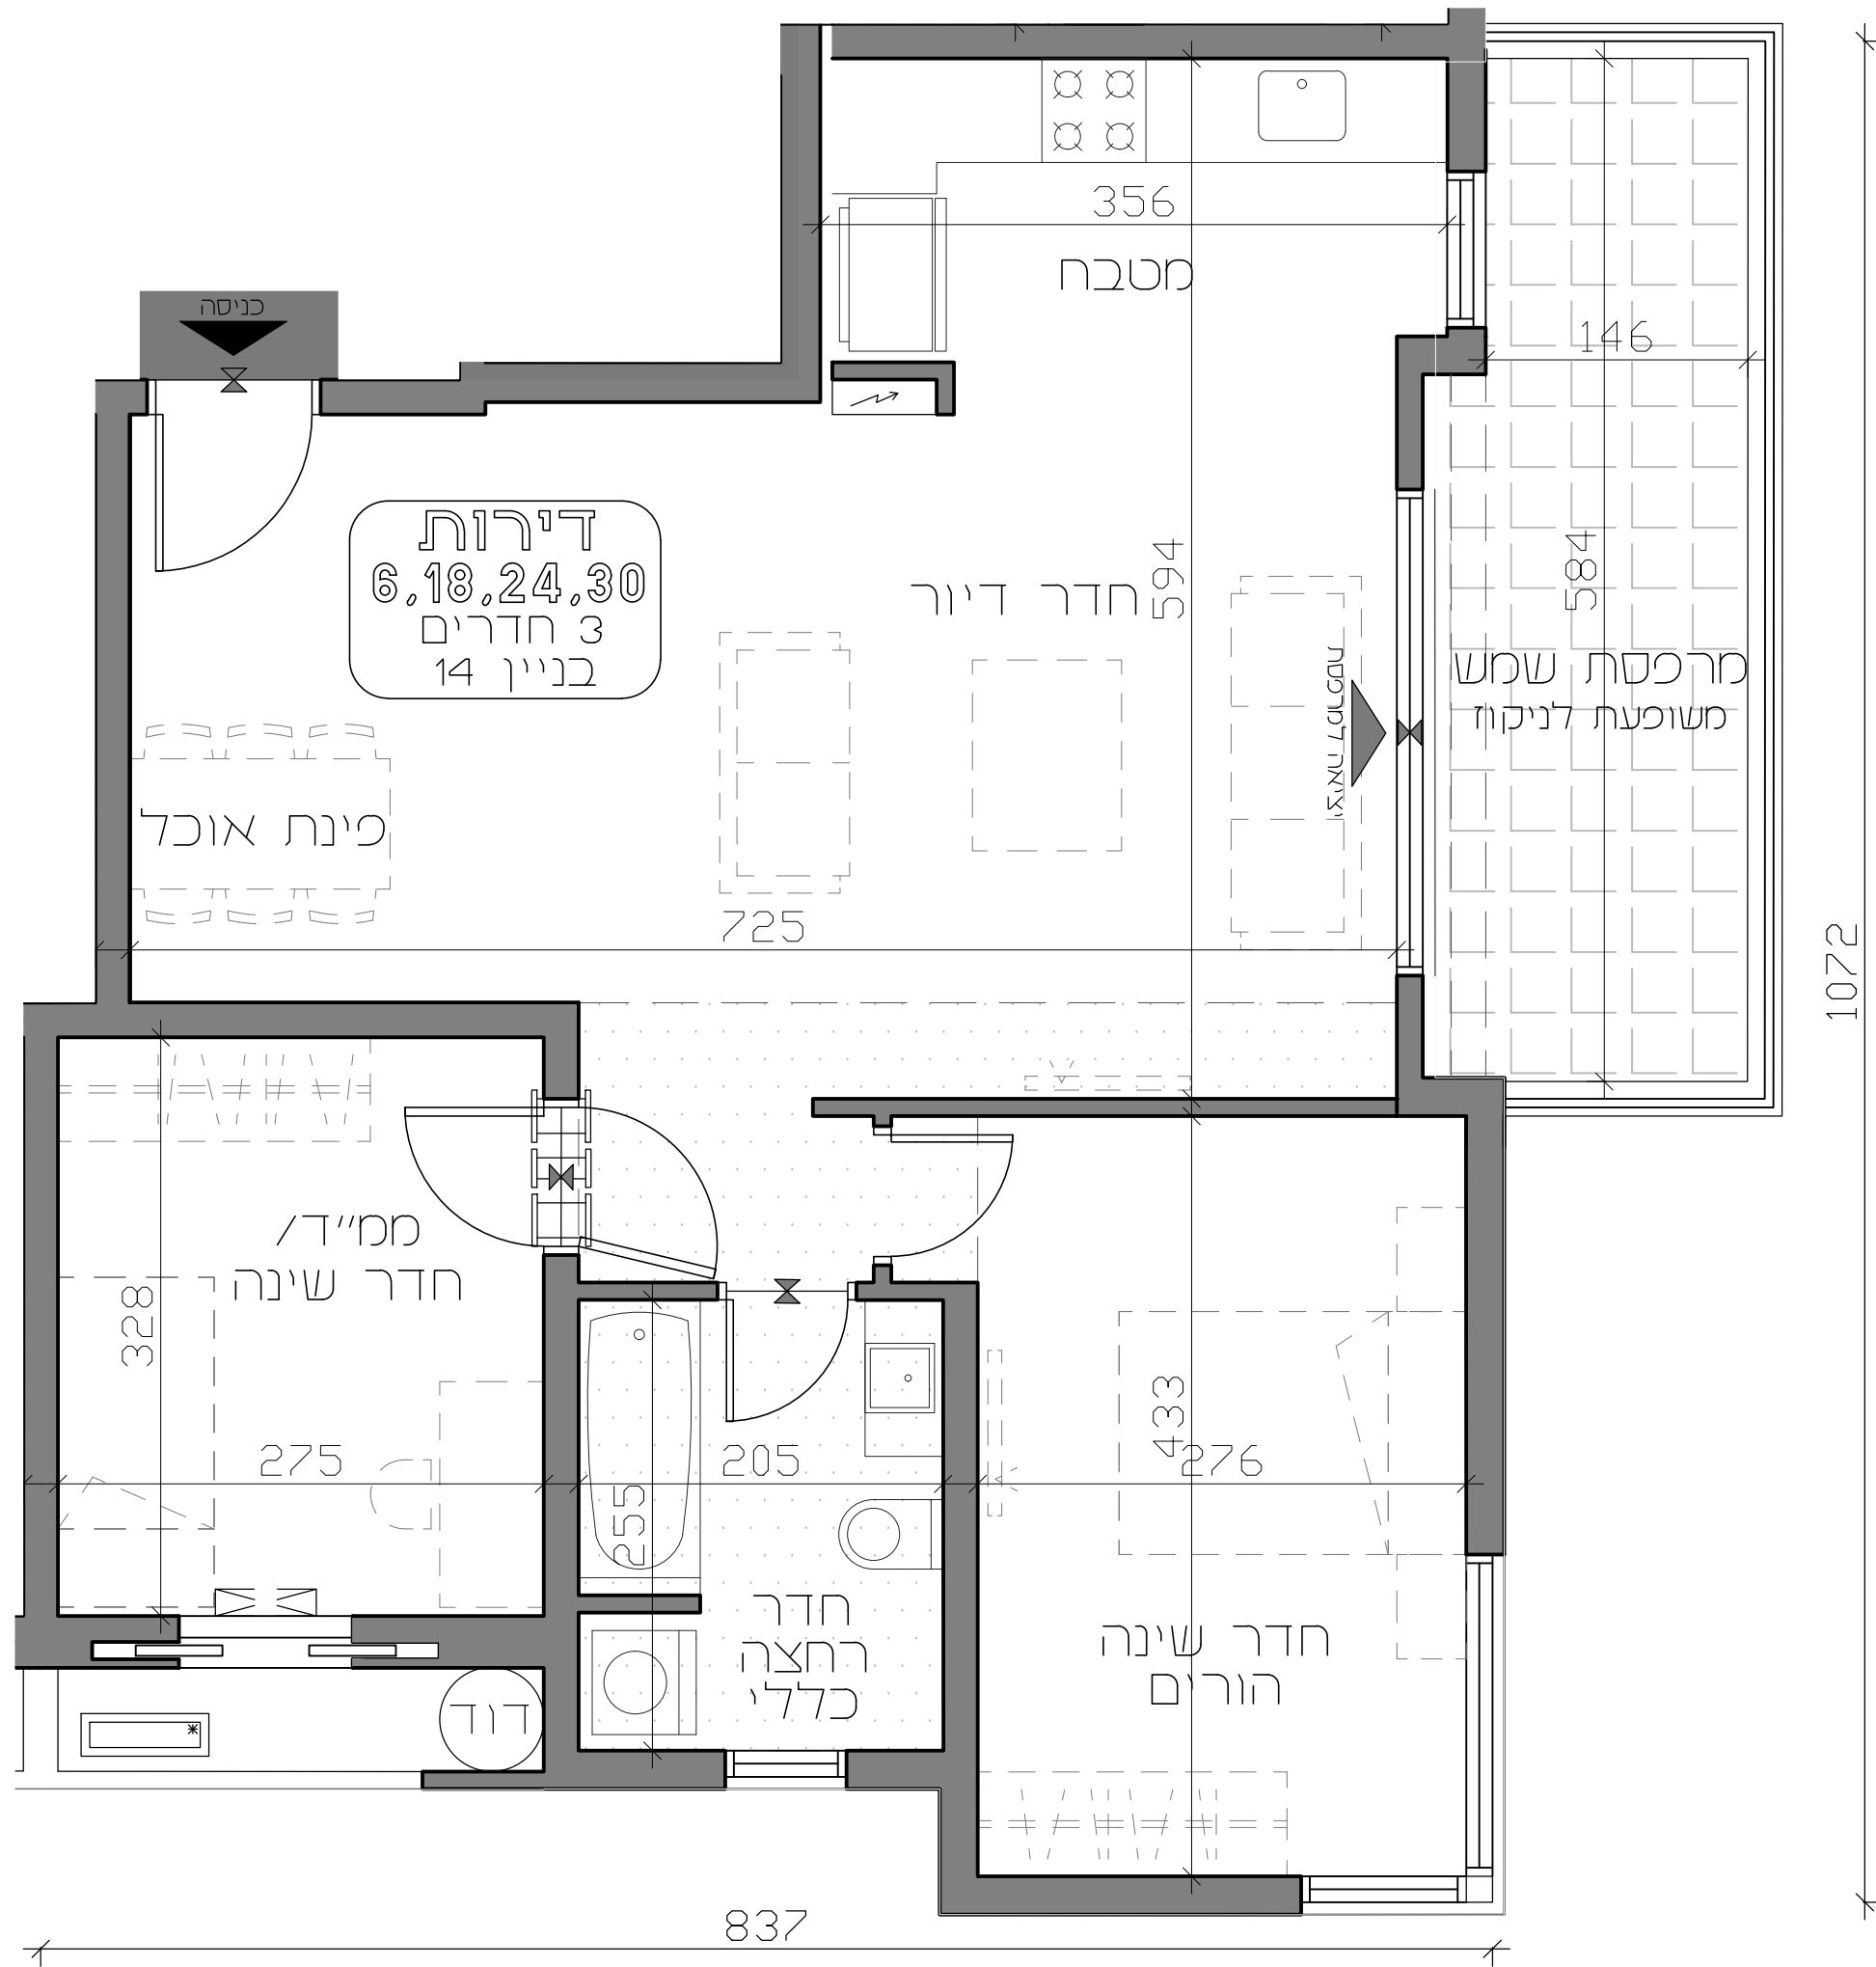 כניסה
356
מטבח
146
דירות
6,18,24,30
3 חדרים
בניין 14
חדר דיור
594
584
מרפסת שמש
משופעת לניקוז
יציאה למרפסת
פינת אוכל
725
1072
ממ״ד/
חדר שינה
328
275
205
255
433
276
חדר
רחצה
כללי
חדר שינה
הורים
דוד
837